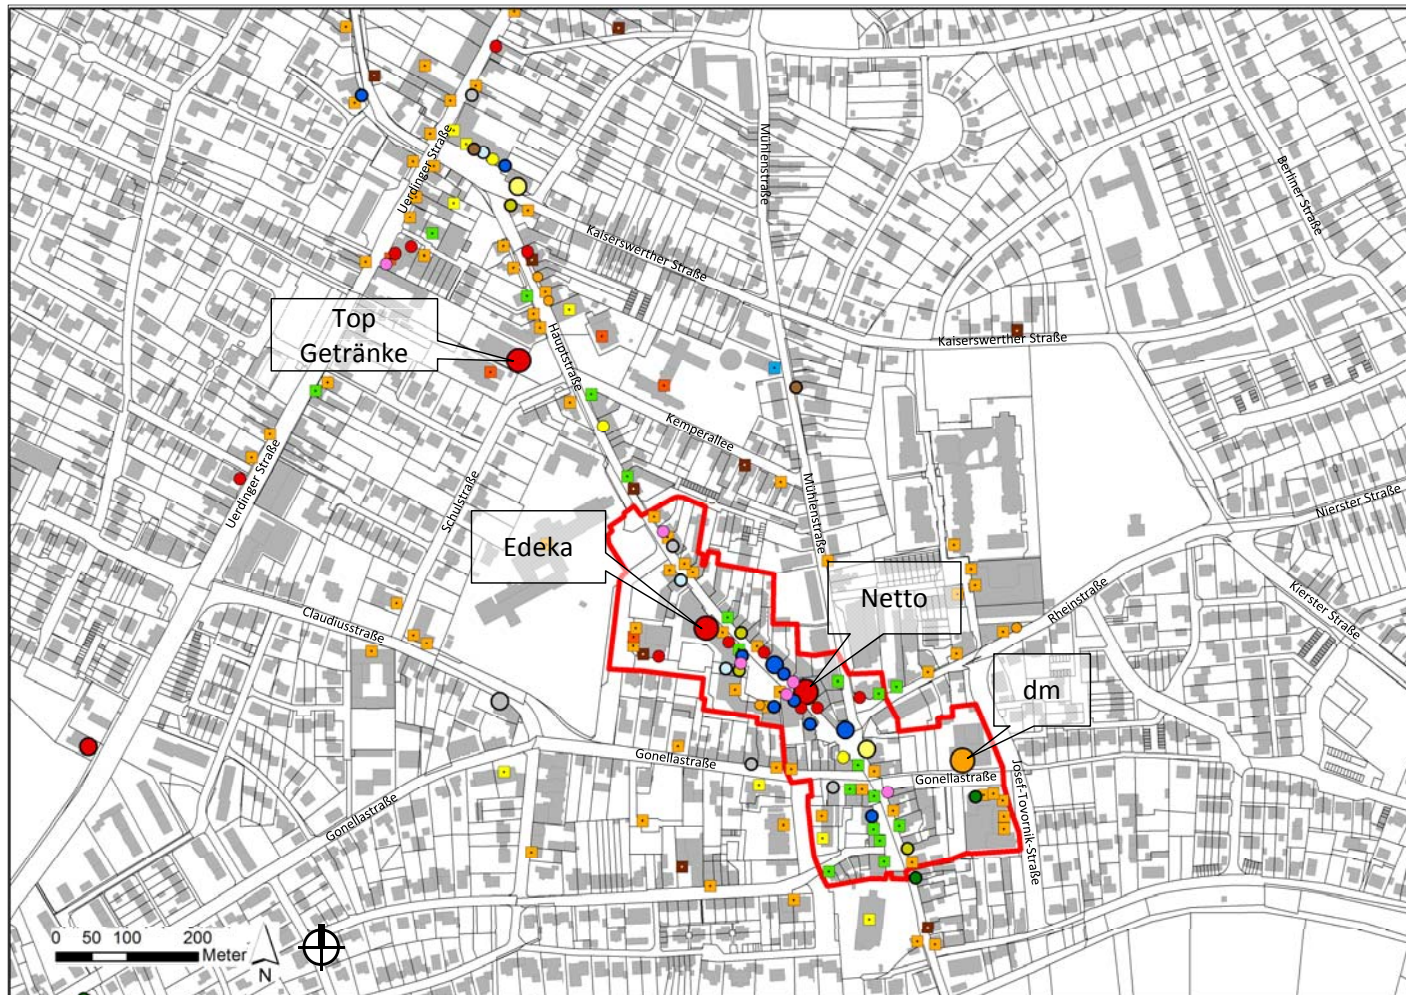 Uerdinger Straße
Mühlenstraße
Berliner Straße
Kaiserswerther Straße
Top
Getränke
Hauptstraße
Kaiserswerther Straße
Kemperallee
Uerdinger Straße
Schulstraße
Mühlenstraße
Nierster Straße
Edeka
Netto
Rheinstraße
Kierster Straße
Claudiusstraße
dm
Gonellastraße
Gonellastraße
Josef-Tovornik-Straße
Gonellastraße
0 50 100 200
Meter
N